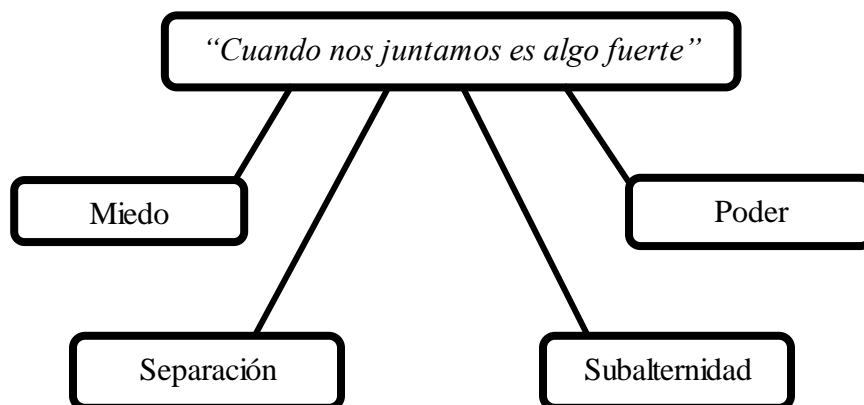 “Cuando nos juntamos es algo fuerte”
Miedo
Poder
Separación
Subalternidad